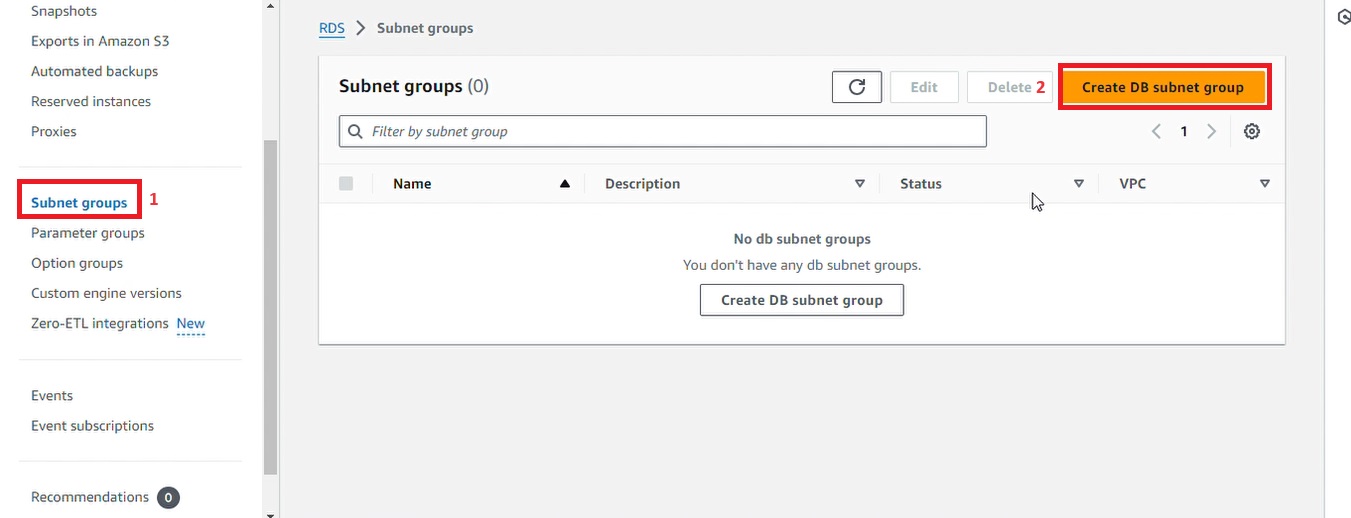 Snapshots
Exports in Amazon S3
Automated backups
Reserved instances
Proxies
Subnet groups 1
Parameter groups
Option groups
Custom engine versions
Zero-ETL integrations New
Events
Event subscriptions
Recommendations 0
RDS Subnet groups
Subnet groups (0) Edit Delete 2 Create DB subnet group
Filter by subnet group 1
Name Description Status VPC
No db subnet groups
You don't have any db subnet groups.
Create DB subnet group